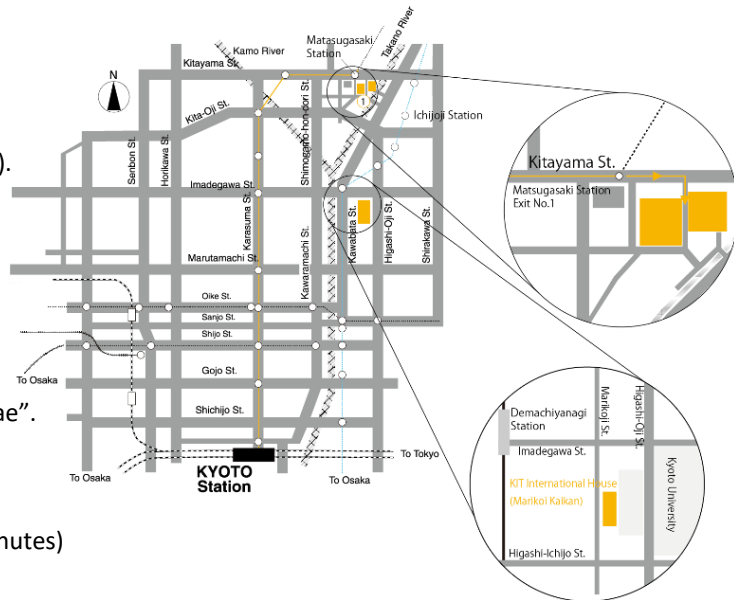 ).
ae”.
nutes)
N
Kamo River
Matasugasaki
Station
Takano River
Kitayama St.
Kita-Oji St.
Shimogamo-hon-dori St.
1
Ichijoji Station
Senbon St.
Horikawa St.
Imadegawa St.
Karasuma St.
Kawaramachi St.
Kawabata St.
Higashi-Oji St.
Shirakawa St.
Marutamachi St.
Oike St.
Sanjo St.
Shijo St.
To Osaka
Gojo St.
Shichijo St.
KYOTO
Station
To Tokyo
To Osaka
To Osaka
Kitayama St.
Matsugasaki Station
Exit No.1
Demachiyanagi
Station
Marikoji St.
Higashi-Oji St.
Imadegawa St.
KIT International House
(Marikoi Kaikan)
Kyoto University
Higashi-Ichijo St.